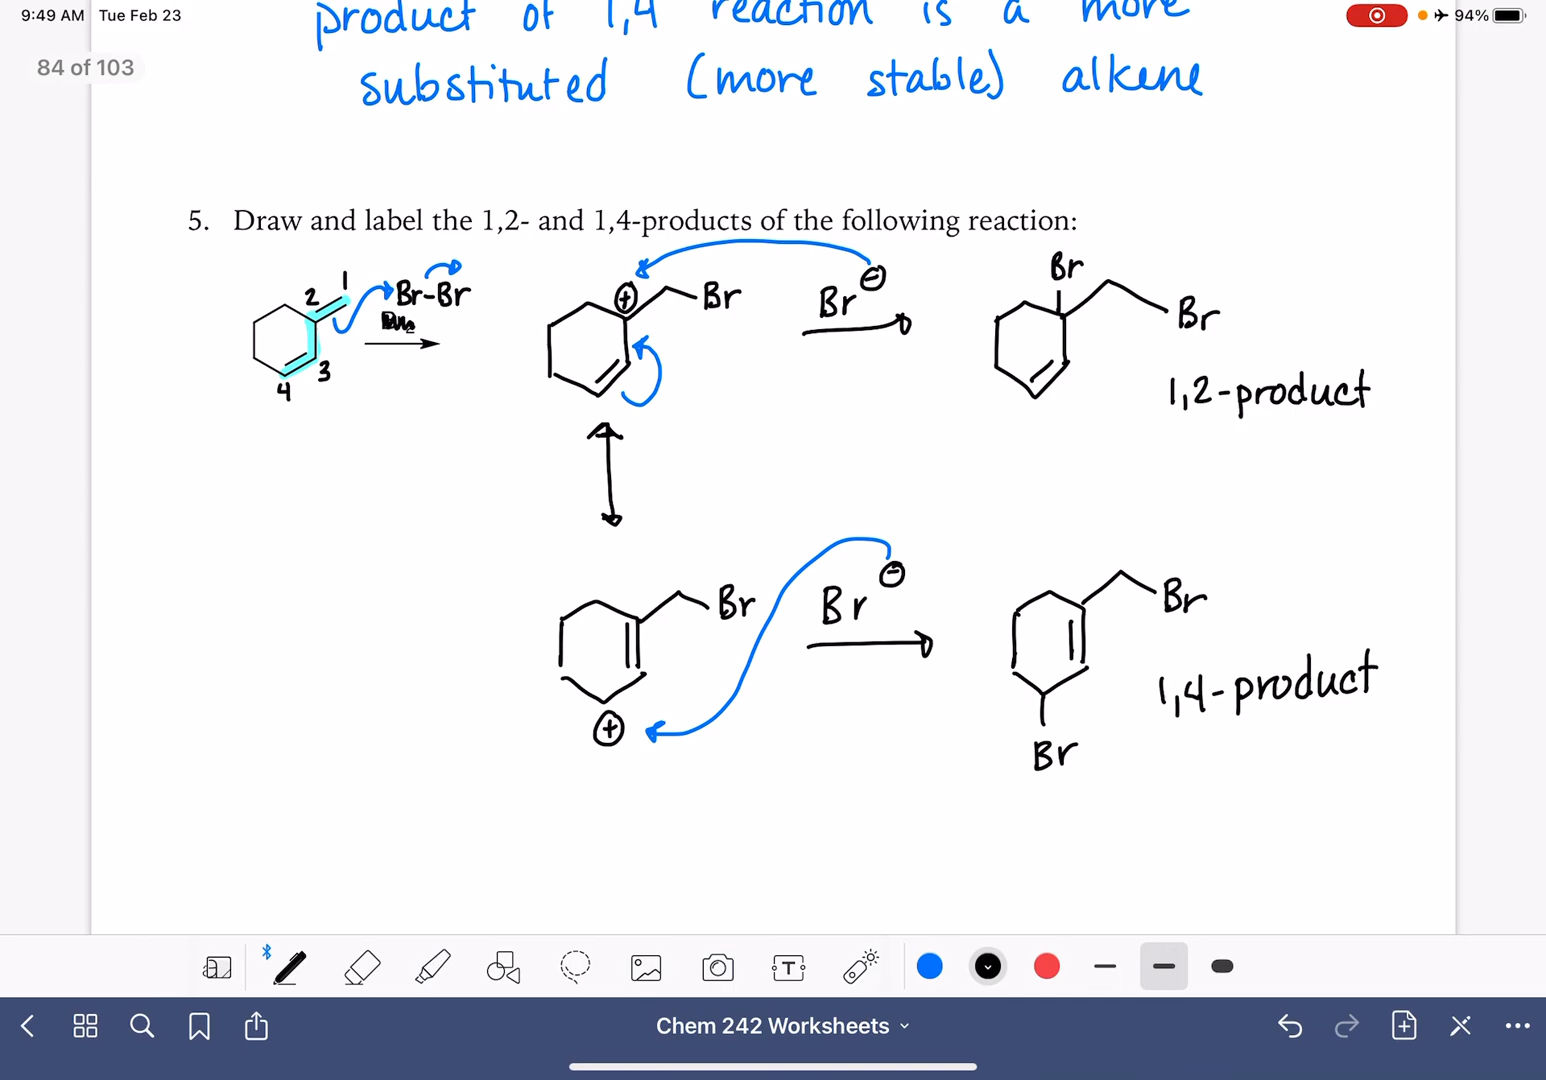 9:49 AM Tue Feb 23
94%
84 of 103
product of 1,4 reaction is a more
substituted (more stable) alkene
5. Draw and label the 1,2- and 1,4-products of the following reaction:
1
2
3
4
Br-Br
+
Br
Br ⊖
Br
Br
1,2-product
Br
+
Br ⊖
Br
Br
1,4-product
T
Chem 242 Worksheets